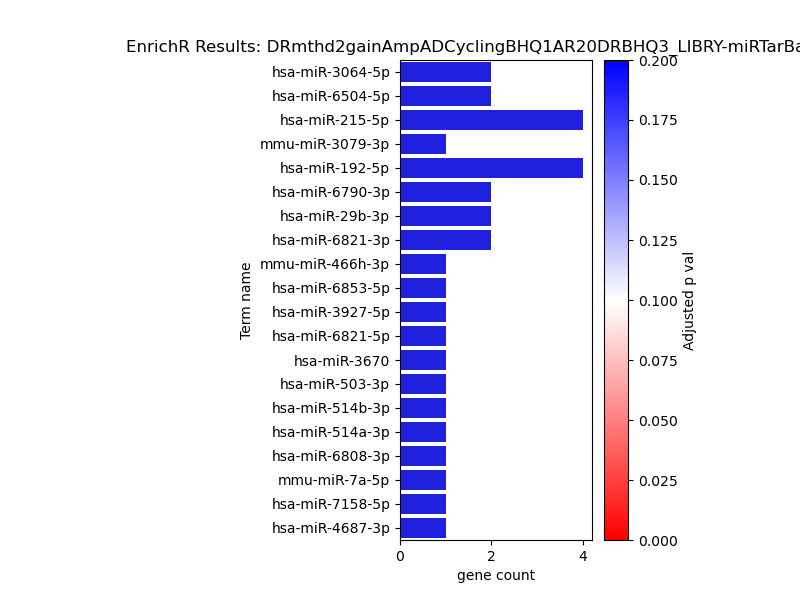 EnrichR Results: DRmthd2gainAmpADCyclingBHQ1AR20DRBHQ3_LIBRY-miRTarBa
hsa-miR-3064-5p
hsa-miR-6504-5p
hsa-miR-215-5p
mmu-miR-3079-3p
hsa-miR-192-5p
hsa-miR-6790-3p
hsa-miR-29b-3p
hsa-miR-6821-3p
mmu-miR-466h-3p
hsa-miR-6853-5p
hsa-miR-3927-5p
hsa-miR-6821-5p
hsa-miR-3670
hsa-miR-503-3p
hsa-miR-514b-3p
hsa-miR-514a-3p
hsa-miR-6808-3p
mmu-miR-7a-5p
hsa-miR-7158-5p
hsa-miR-4687-3p
Term name
0 2 4
gene count
0.200
0.175
0.150
0.125
0.100
0.075
0.050
0.025
0.000
Adjusted p val